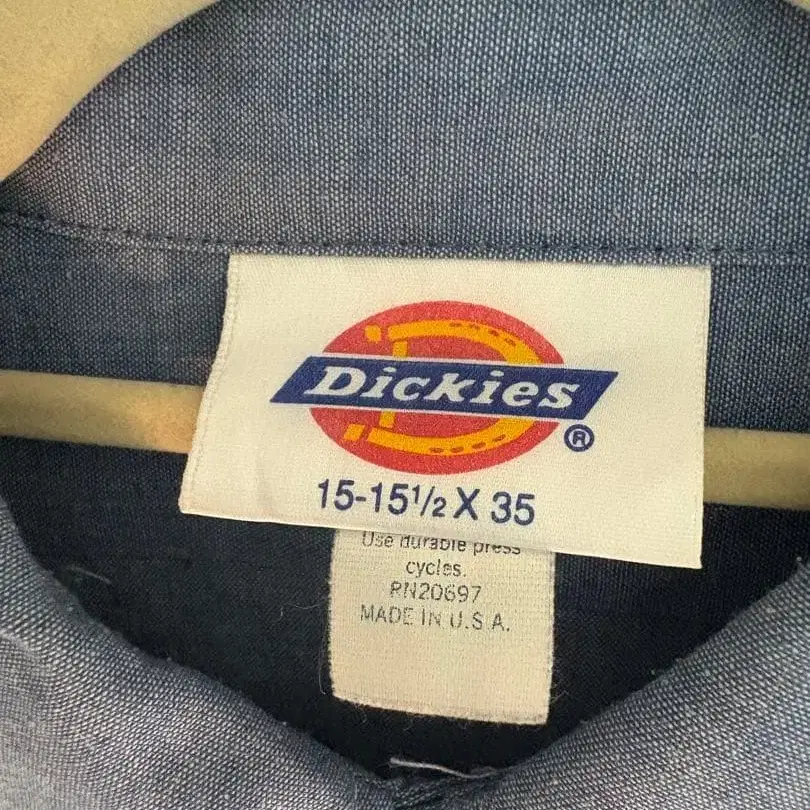 Dickies
®
15-15½ X 35
Use durable press
cycles.
RN20697
MADE IN U.S.A.